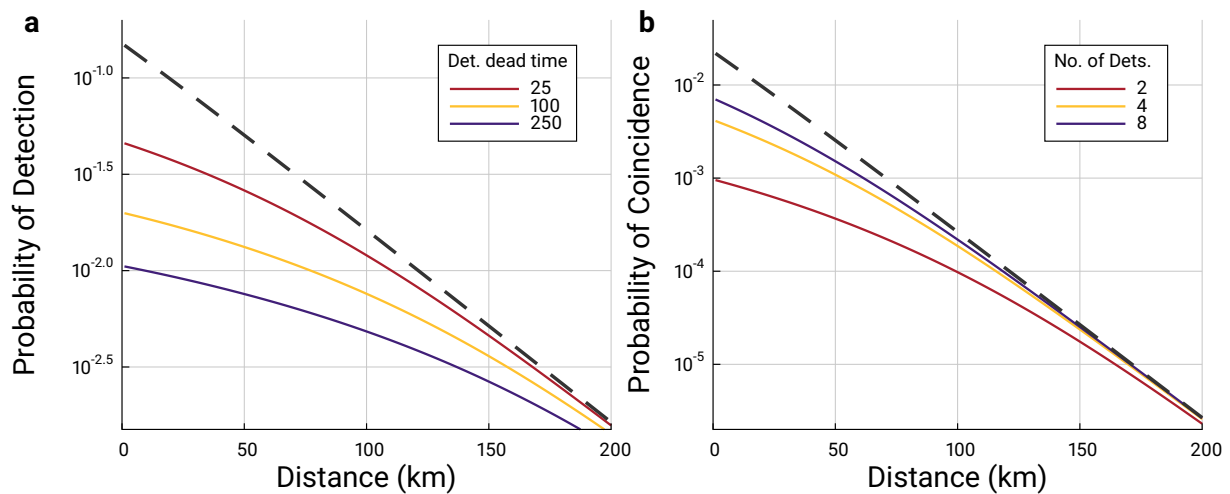 a
Probability of Detection
10^-1.0
10^-1.5
10^-2.0
10^-2.5
Det. dead time
25
100
250
0 50 100 150 200
Distance (km)
b
Probability of Coincidence
10^-2
10^-3
10^-4
10^-5
No. of Dets.
2
4
8
0 50 100 150 200
Distance (km)